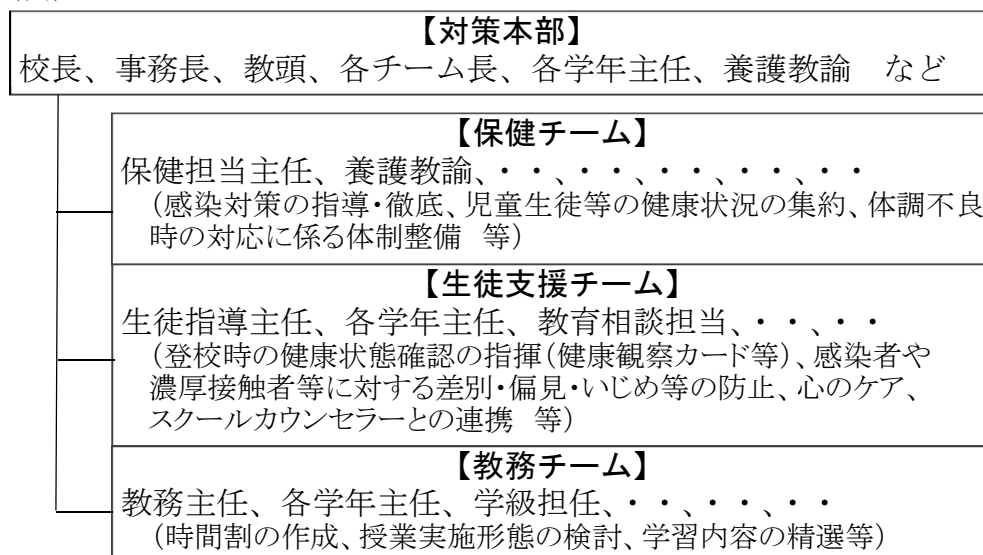 【対策本部】
校長、事務長、教頭、各チーム長、各学年主任、養護教諭　など
【保健チーム】
保健担当主任、養護教諭、・・、・・、・・、・・、・・
(感染対策の指導・徹底、児童生徒等の健康状況の集約、体調不良
時の対応に係る体制整備　等)
【生徒支援チーム】
生徒指導主任、各学年主任、教育相談担当、・・、・・
(登校時の健康状態確認の指揮(健康観察カード等)、感染者や
濃厚接触者等に対する差別・偏見・いじめ等の防止、心のケア、
スクールカウンセラーとの連携　等)
【教務チーム】
教務主任、各学年主任、学級担任、・・、・・、・・
(時間割の作成、授業実施形態の検討、学習内容の精選等)